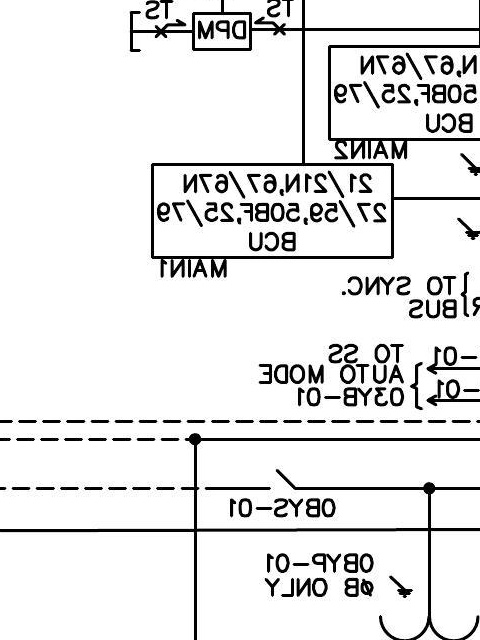 TS
TS
DPM
N,67/67N
50BF,25/79
BCU
MAIN2
21/21N,67/67N
27/59,50BF,25/79
BCU
MAIN1
TO SYNC.
BUS
TO SS
AUTO MODE
03YB-01
-01
-01
0BYS-01
0BYP-01
øB ONLY